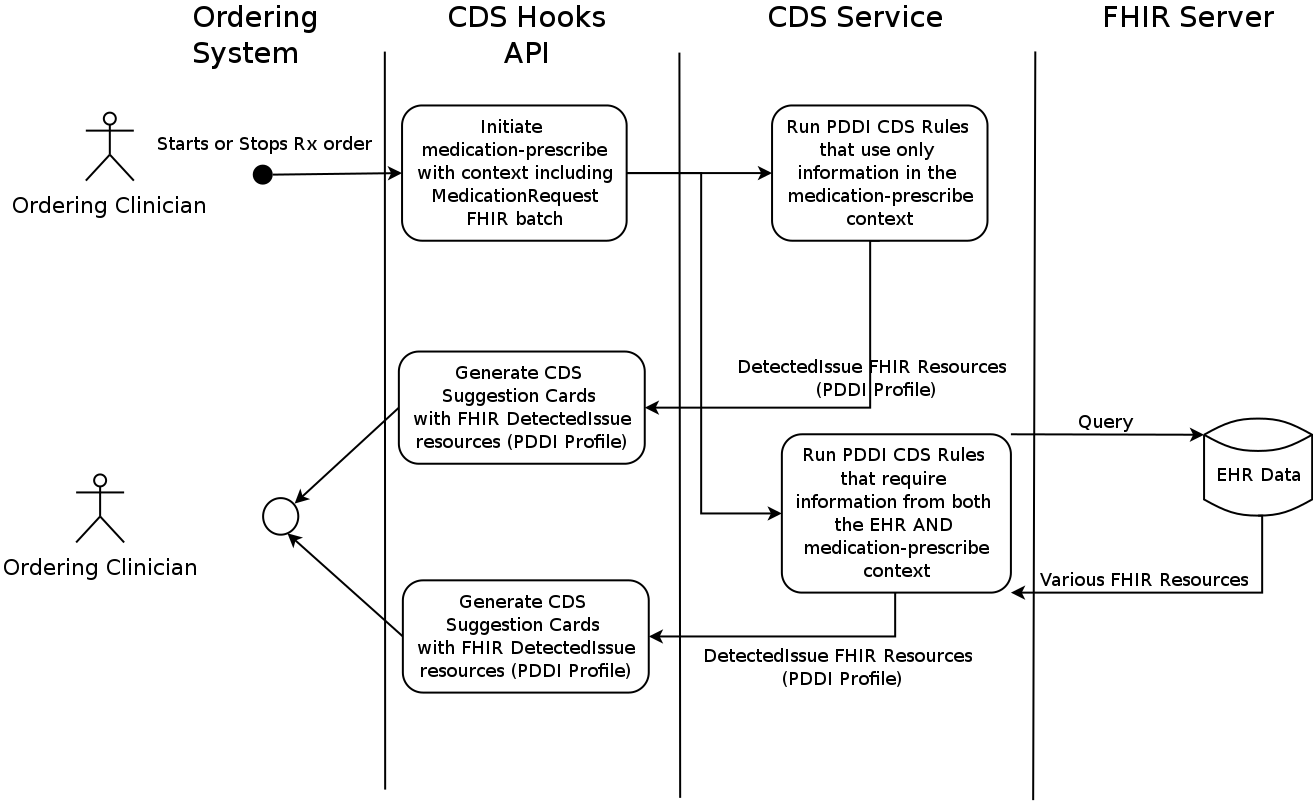 Ordering
System
CDS Hooks
API
CDS Service
FHIR Server
Starts or Stops Rx order
Ordering Clinician
Initiate
medication-prescribe
with context including
MedicationRequest
FHIR batch
Run PDDI CDS Rules
that use only
information in the
medication-prescribe
context
DetectedIssue FHIR Resources
(PDDI Profile)
Generate CDS
Suggestion Cards
with FHIR DetectedIssue
resources (PDDI Profile)
Query
EHR Data
Run PDDI CDS Rules
that require
information from both
the EHR AND
medication-prescribe
context
Various FHIR Resources
Ordering Clinician
Generate CDS
Suggestion Cards
with FHIR DetectedIssue
resources (PDDI Profile)
DetectedIssue FHIR Resources
(PDDI Profile)